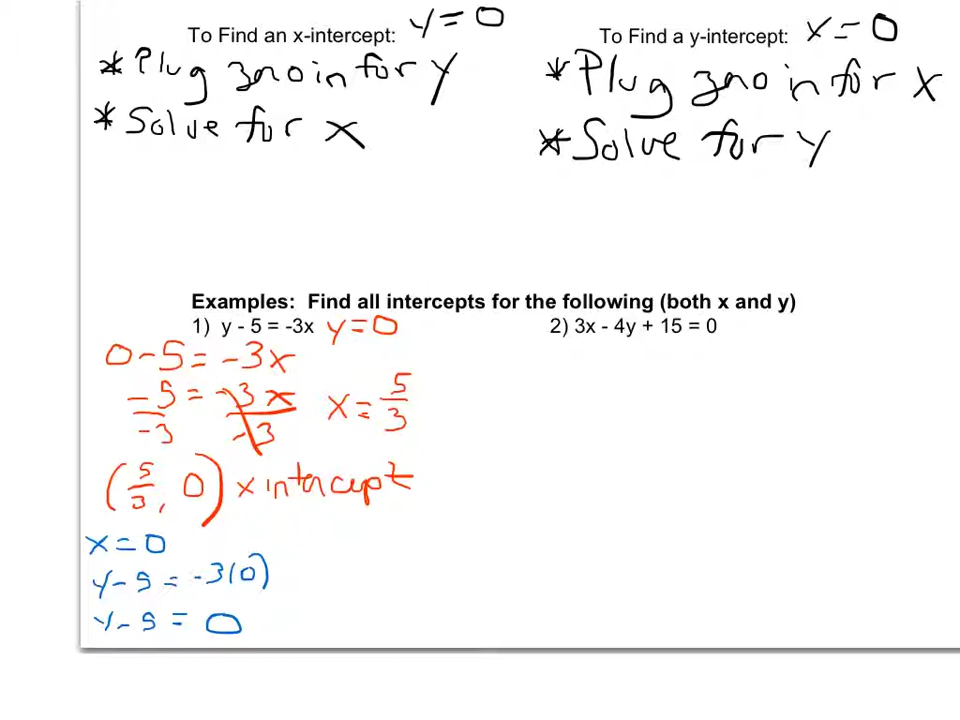 To Find an x-intercept: y = 0
* Plug zero in for y
* Solve for x
To Find a y-intercept: x = 0
* Plug zero in for x
* Solve for y
Examples: Find all intercepts for the following (both x and y)
1) y - 5 = -3x y = 0
0 - 5 = -3x
-5/-3 = -3x/-3 x = 5/3
(5/3, 0) x intercept
x = 0
y - 5 = -3(0)
y - 5 = 0
2) 3x - 4y + 15 = 0